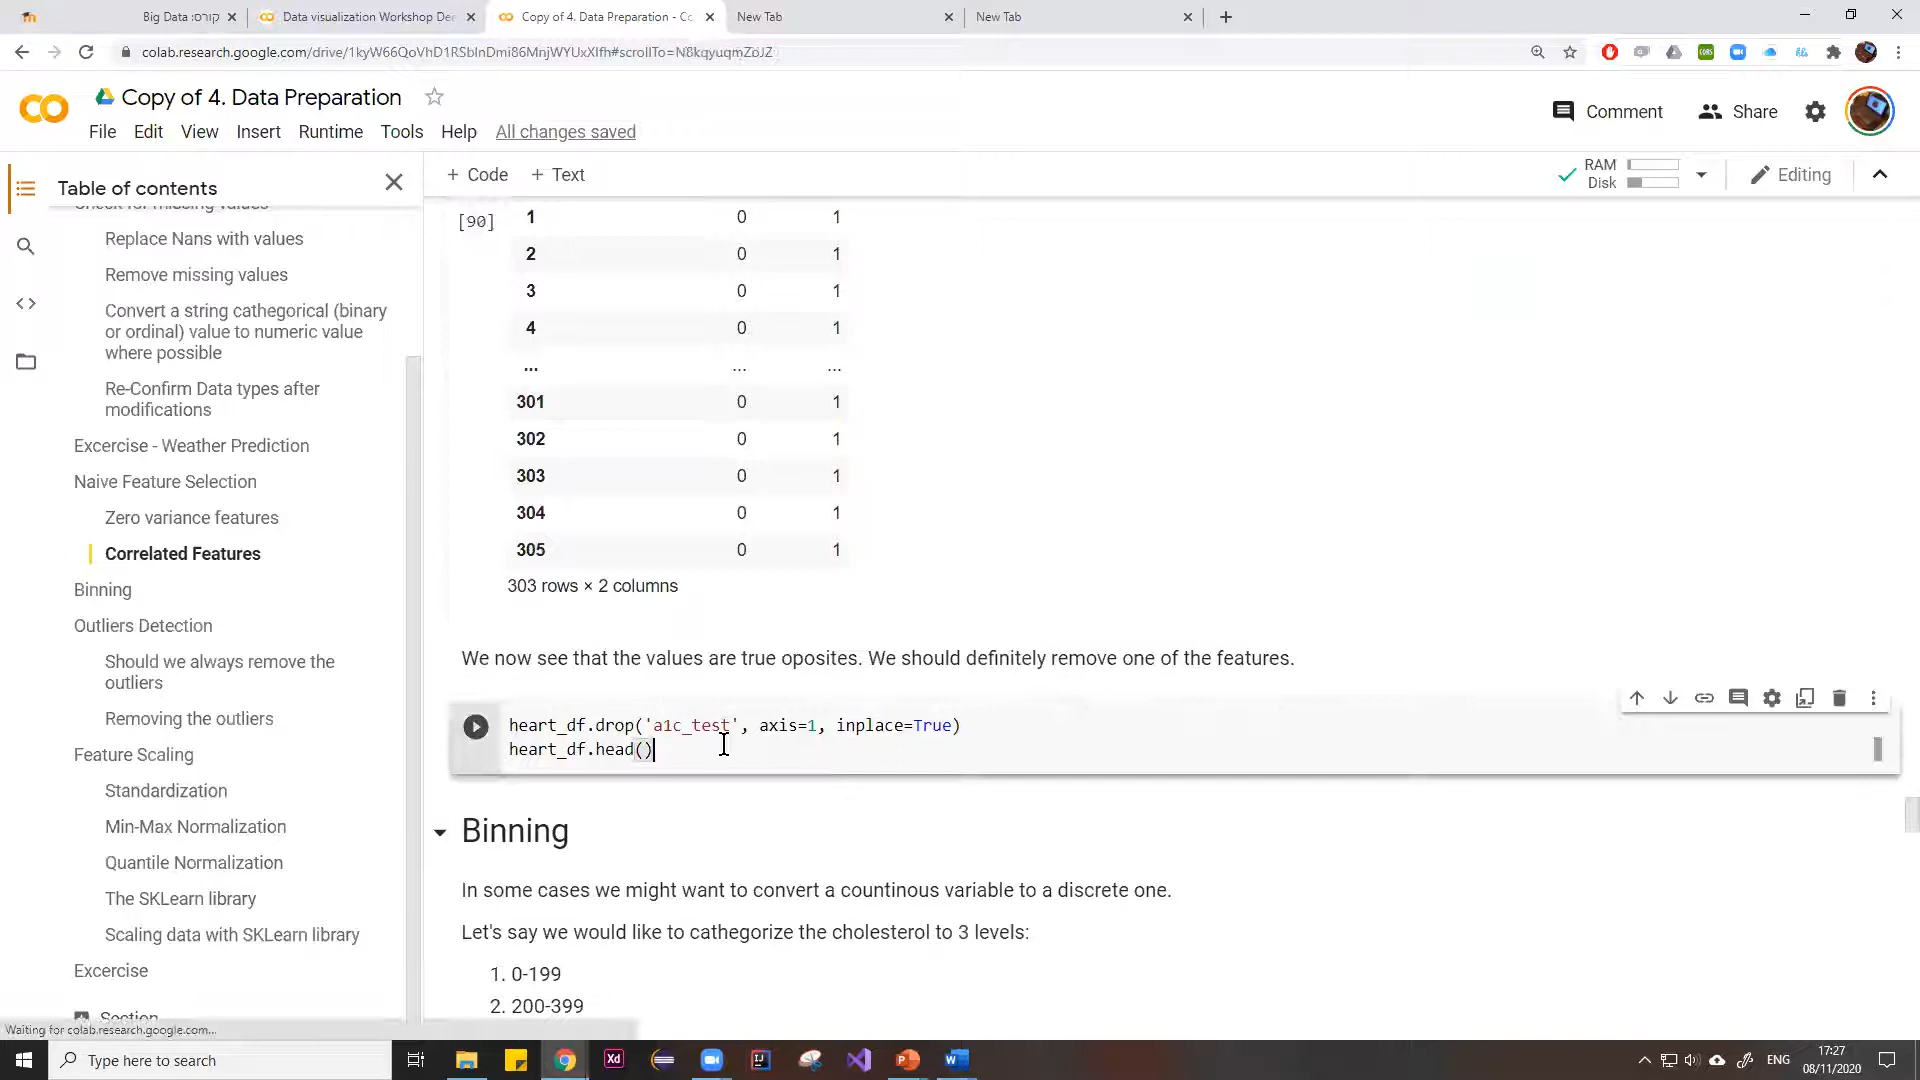 קורס: Big Data
Data visualization Workshop Dee
Copy of 4. Data Preparation - Co
New Tab
New Tab
colab.research.google.com/drive/1kyW66QoVhD1RSbInDmi86MnjWYUxXIfh#scrollTo=N8kqyuqmZoJZ
Copy of 4. Data Preparation
File Edit View Insert Runtime Tools Help All changes saved
Comment
Share
Table of contents
+ Code + Text
RAM
Disk
Editing
Check for missing values
Replace Nans with values
Remove missing values
Convert a string cathegorical (binary
or ordinal) value to numeric value
where possible
Re-Confirm Data types after
modifications
Excercise - Weather Prediction
Naive Feature Selection
Zero variance features
Correlated Features
Binning
Outliers Detection
Should we always remove the
outliers
Removing the outliers
Feature Scaling
Standardization
Min-Max Normalization
Quantile Normalization
The SKLearn library
Scaling data with SKLearn library
Excercise
Section
[90]
1 0 1
2 0 1
3 0 1
4 0 1
... ... ...
301 0 1
302 0 1
303 0 1
304 0 1
305 0 1
303 rows × 2 columns
We now see that the values are true oposites. We should definitely remove one of the features.
heart_df.drop('a1c_test', axis=1, inplace=True)
heart_df.head()
Binning
In some cases we might want to convert a countinous variable to a discrete one.
Let's say we would like to cathegorize the cholesterol to 3 levels:
1. 0-199
2. 200-399
Waiting for colab.research.google.com...
Type here to search
Xd
ENG
17:27
08/11/2020